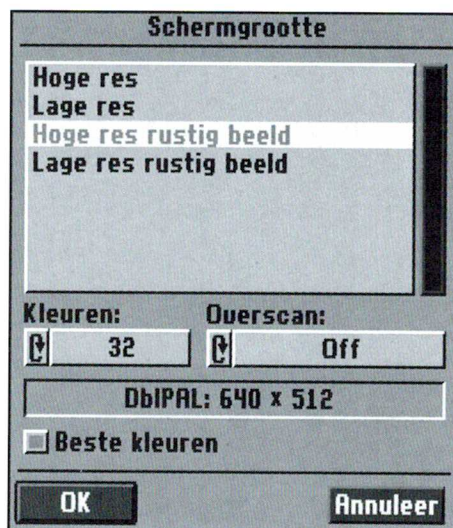 Schermgrootte
Hoge res
Lage res
Hoge res rustig beeld
Lage res rustig beeld
Kleuren: Overscan:
32 Off
DblPAL: 640 x 512
Beste kleuren
OK Annuleer